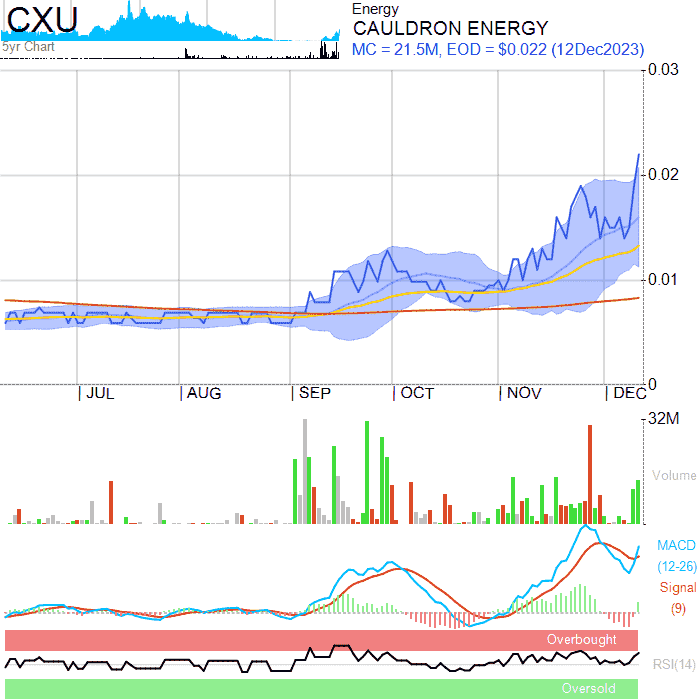 CXU
5yr Chart
Energy
CAULDRON ENERGY
MC = 21.5M, EOD = $0.022 (12Dec2023)
0.03
0.02
0.01
0
| JUL | AUG | SEP | OCT | NOV | DEC
32M
Volume
MACD
(12-26)
Signal
(9)
Overbought
RSI(14)
Oversold